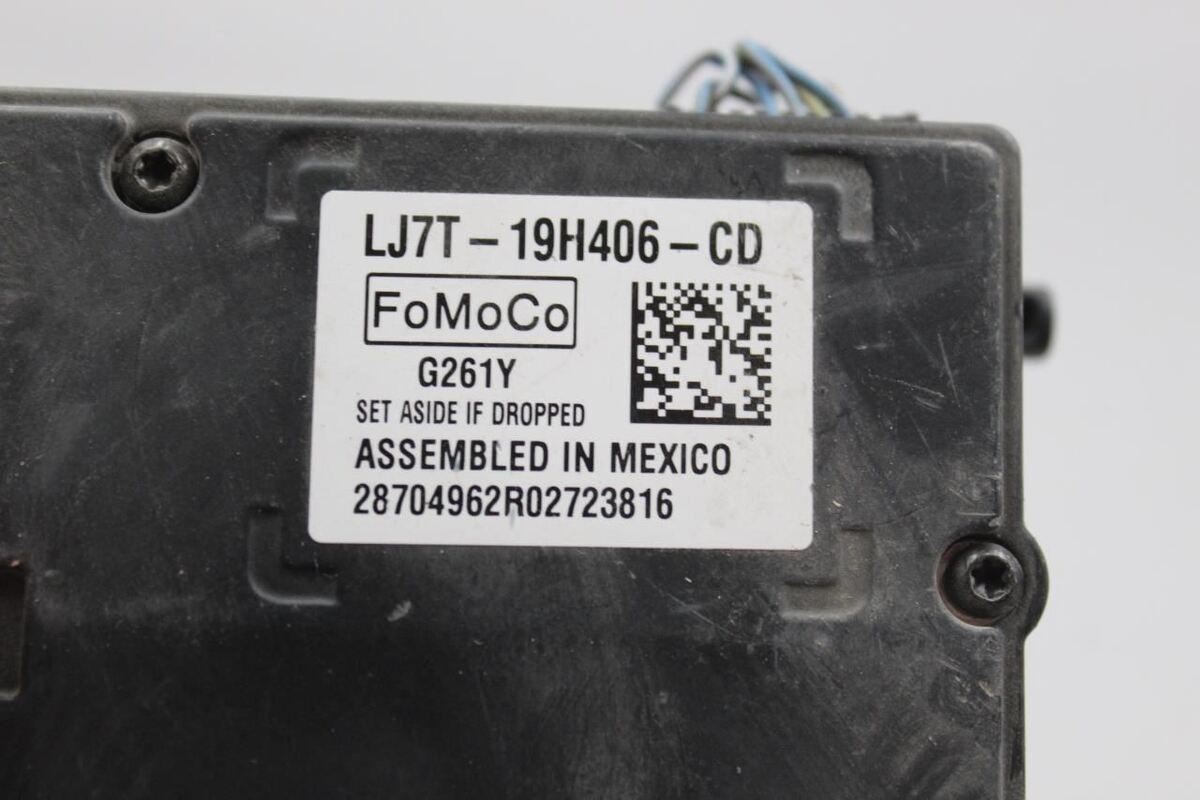 LJ7T-19H406-CD
FoMoCo
G261Y
SET ASIDE IF DROPPED
ASSEMBLED IN MEXICO
28704962R02723816